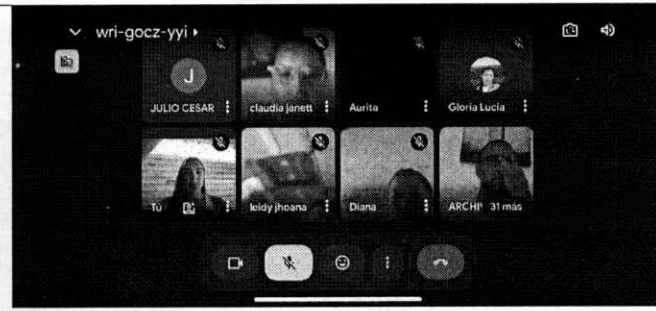 wri-gocz-yyi
J
JULIO CESAR
claudia janett
Aurita
Gloria Lucia
Tú
leidy jhoana
Diana
ARCHI
31 más